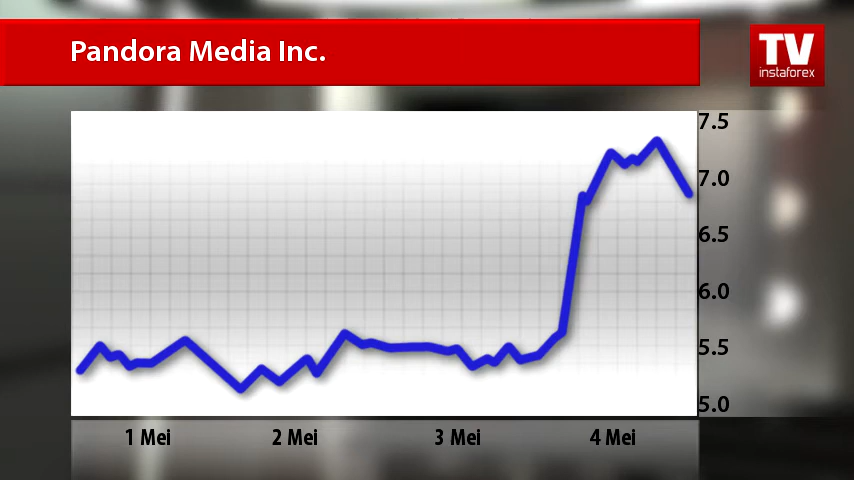 Pandora Media Inc.
TV
instaforex
7.5
7.0
6.5
6.0
5.5
5.0
1 Mei 2 Mei 3 Mei 4 Mei